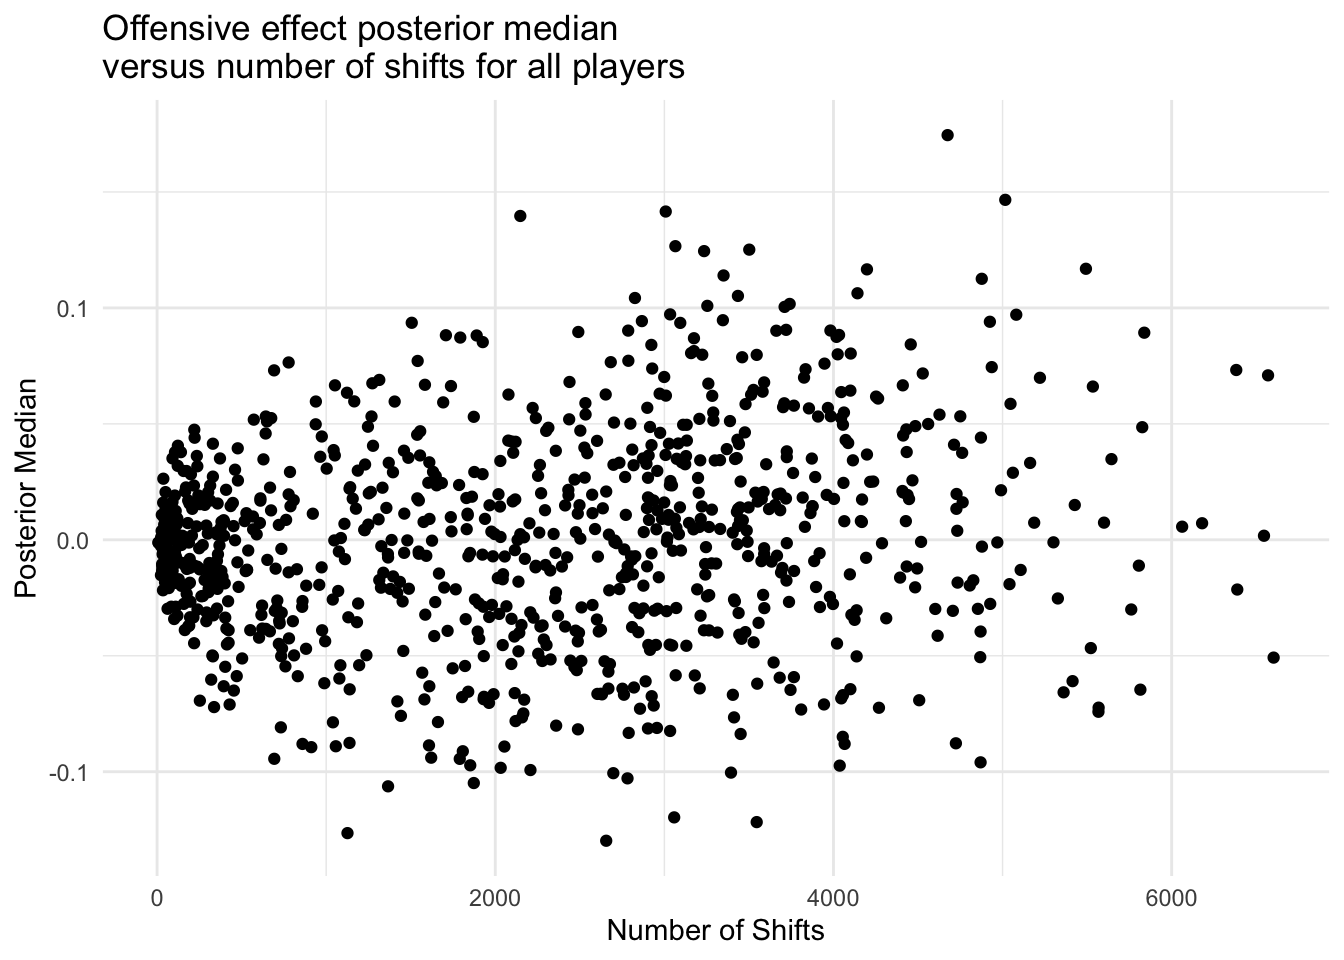 Offensive effect posterior median
versus number of shifts for all players
Posterior Median
0.1
0.0
-0.1
0
2000
4000
6000
Number of Shifts